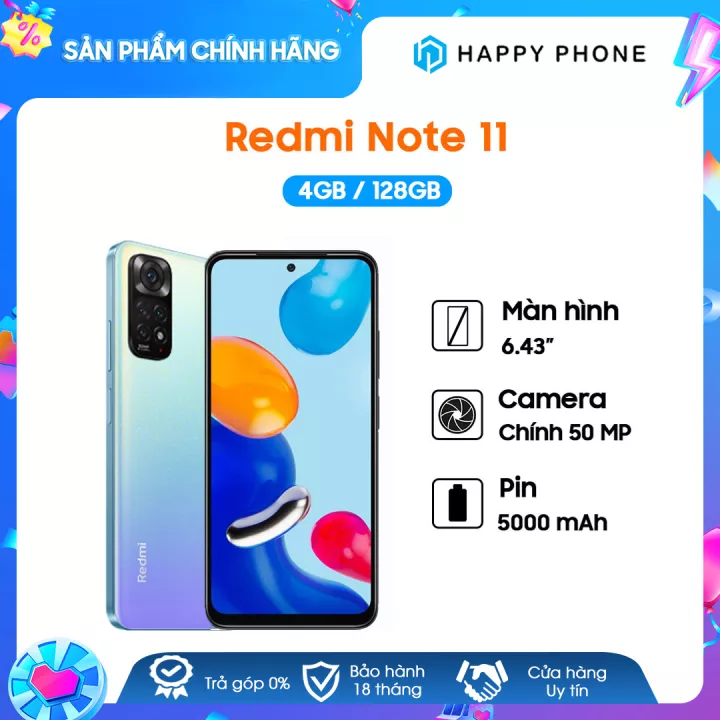 SẢN PHẨM CHÍNH HÃNG
HAPPY PHONE
Redmi Note 11
4GB / 128GB
Màn hình
6.43”
Camera
Chính 50 MP
Pin
5000 mAh
Redmi
Trả góp 0%
Bảo hành
18 tháng
Cửa hàng
Uy tín